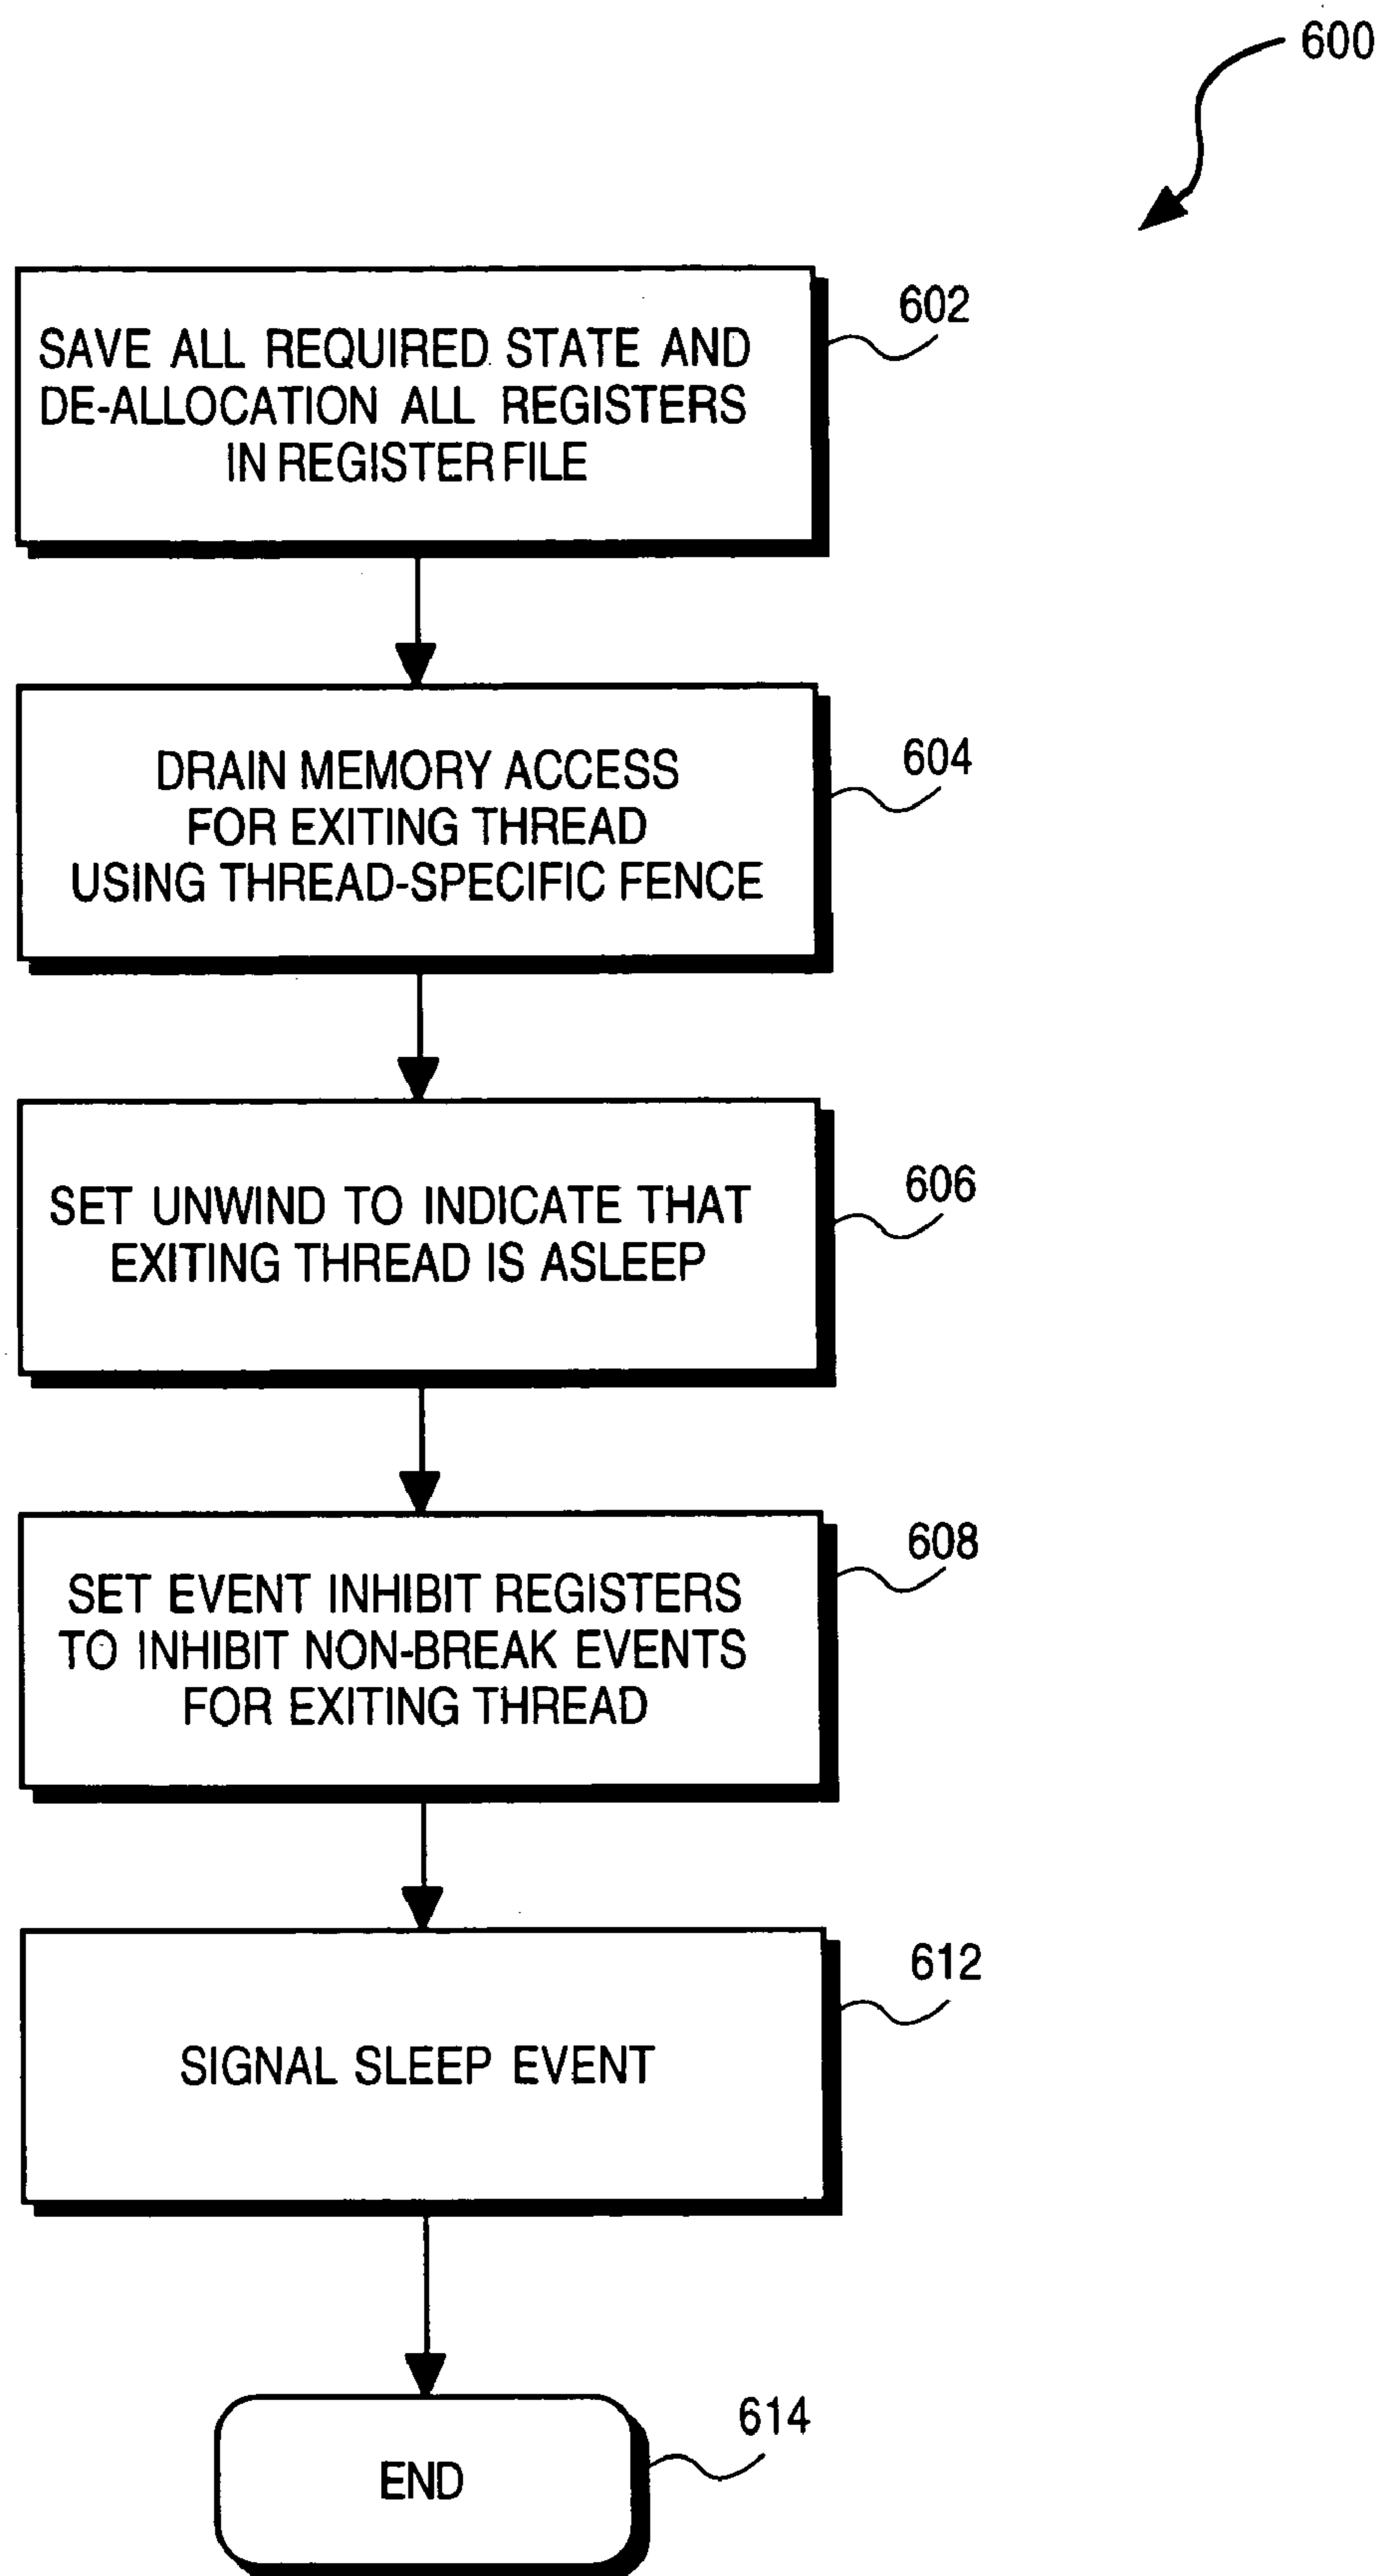 600
602
SAVE ALL REQUIRED STATE AND
DE-ALLOCATION ALL REGISTERS
IN REGISTER FILE
604
DRAIN MEMORY ACCESS
FOR EXITING THREAD
USING THREAD-SPECIFIC FENCE
606
SET UNWIND TO INDICATE THAT
EXITING THREAD IS ASLEEP
608
SET EVENT INHIBIT REGISTERS
TO INHIBIT NON-BREAK EVENTS
FOR EXITING THREAD
612
SIGNAL SLEEP EVENT
614
END